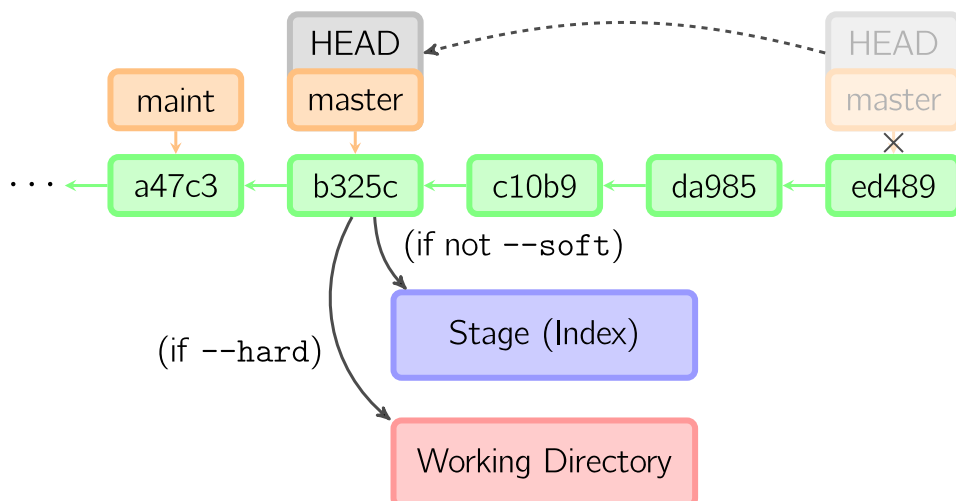 HEAD
HEAD
maint
master
master
... a47c3 b325c c10b9 da985 ed489
(if not --soft)
Stage (Index)
(if --hard)
Working Directory